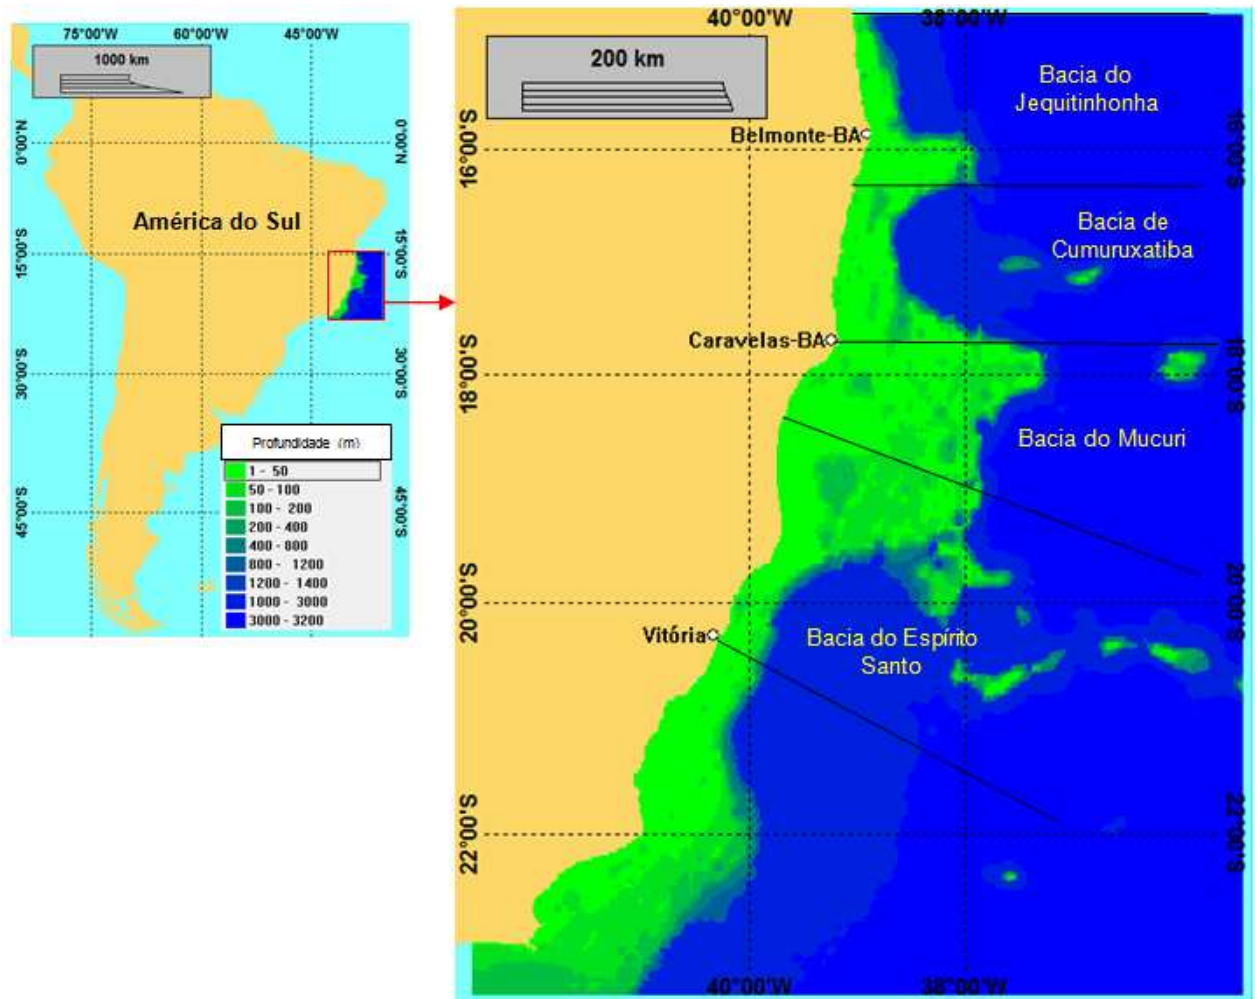 75°00'W 60°00'W 45°00'W
1000 km
0°00'N
0°00'N
América do Sul
15°00'S
15°00'S
30°00'S
30°00'S
45°00'S
45°00'S
Profundidade (m)
1 - 50
50 - 100
100 - 200
200 - 400
400 - 800
800 - 1200
1200 - 1400
1000 - 3000
3000 - 3200
40°00'W 38°00'W
200 km
Bacia do
Jequitinhonha
Belmonte-BA
16°00'S
16°00'S
Bacia de
Cumuruxatiba
Caravelas-BA
18°00'S
18°00'S
Bacia do Mucuri
20°00'S
20°00'S
Vitória
Bacia do Espírito
Santo
22°00'S
22°00'S
40°00'W 38°00'W